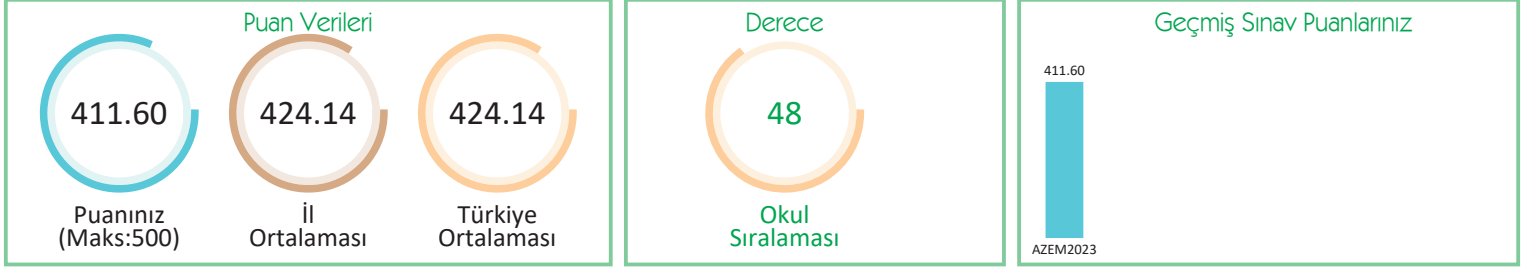 Puan Verileri
411.60
424.14
424.14
Puanınız
(Maks:500)
İl
Ortalaması
Türkiye
Ortalaması
Derece
48
Okul
Sıralaması
Geçmiş Sınav Puanlarınız
411.60
AZEM2023